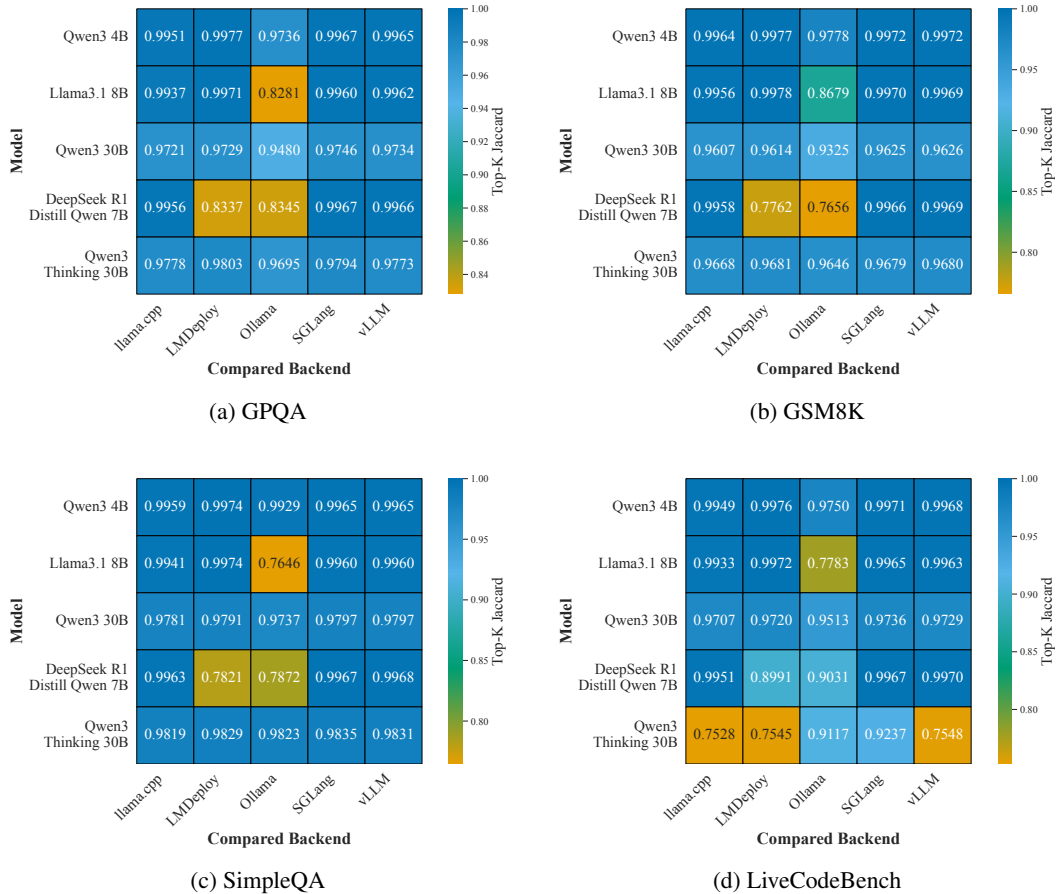 Model
Qwen3 4B 0.9951 0.9977 0.9736 0.9967 0.9965
Llama3.1 8B 0.9937 0.9971 0.8281 0.9960 0.9962
Qwen3 30B 0.9721 0.9729 0.9480 0.9746 0.9734
DeepSeek R1
Distill Qwen 7B 0.9956 0.8337 0.8345 0.9967 0.9966
Qwen3
Thinking 30B 0.9778 0.9803 0.9695 0.9794 0.9773
llama.cpp LMDeploy Ollama SGLang vLLM
Compared Backend
1.00
0.98
0.96
0.94
0.92
0.90
0.88
0.86
0.84
Top-K Jaccard
(a) GPQA
Model
Qwen3 4B 0.9964 0.9977 0.9778 0.9972 0.9972
Llama3.1 8B 0.9956 0.9978 0.8679 0.9970 0.9969
Qwen3 30B 0.9607 0.9614 0.9325 0.9625 0.9626
DeepSeek R1
Distill Qwen 7B 0.9958 0.7762 0.7656 0.9966 0.9969
Qwen3
Thinking 30B 0.9668 0.9681 0.9646 0.9679 0.9680
llama.cpp LMDeploy Ollama SGLang vLLM
Compared Backend
1.00
0.95
0.90
0.85
0.80
Top-K Jaccard
(b) GSM8K
Model
Qwen3 4B 0.9959 0.9974 0.9929 0.9965 0.9965
Llama3.1 8B 0.9941 0.9974 0.7646 0.9960 0.9960
Qwen3 30B 0.9781 0.9791 0.9737 0.9797 0.9797
DeepSeek R1
Distill Qwen 7B 0.9963 0.7821 0.7872 0.9967 0.9968
Qwen3
Thinking 30B 0.9819 0.9829 0.9823 0.9835 0.9831
llama.cpp LMDeploy Ollama SGLang vLLM
Compared Backend
1.00
0.95
0.90
0.85
0.80
Top-K Jaccard
(c) SimpleQA
Model
Qwen3 4B 0.9949 0.9976 0.9750 0.9971 0.9968
Llama3.1 8B 0.9933 0.9972 0.7783 0.9965 0.9963
Qwen3 30B 0.9707 0.9720 0.9513 0.9736 0.9729
DeepSeek R1
Distill Qwen 7B 0.9951 0.8991 0.9031 0.9967 0.9970
Qwen3
Thinking 30B 0.7528 0.7545 0.9117 0.9237 0.7548
llama.cpp LMDeploy Ollama SGLang vLLM
Compared Backend
1.00
0.95
0.90
0.85
0.80
Top-K Jaccard
(d) LiveCodeBench